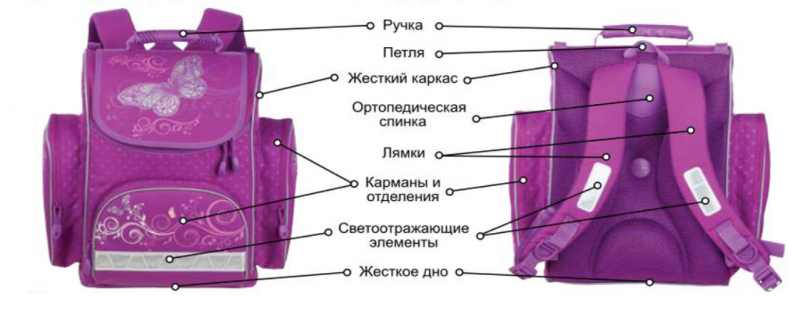 Ручка
Петля
Жесткий каркас
Ортопедическая
спинка
Лямки
Карманы и
отделения
Светоотражающие
элементы
Жесткое дно